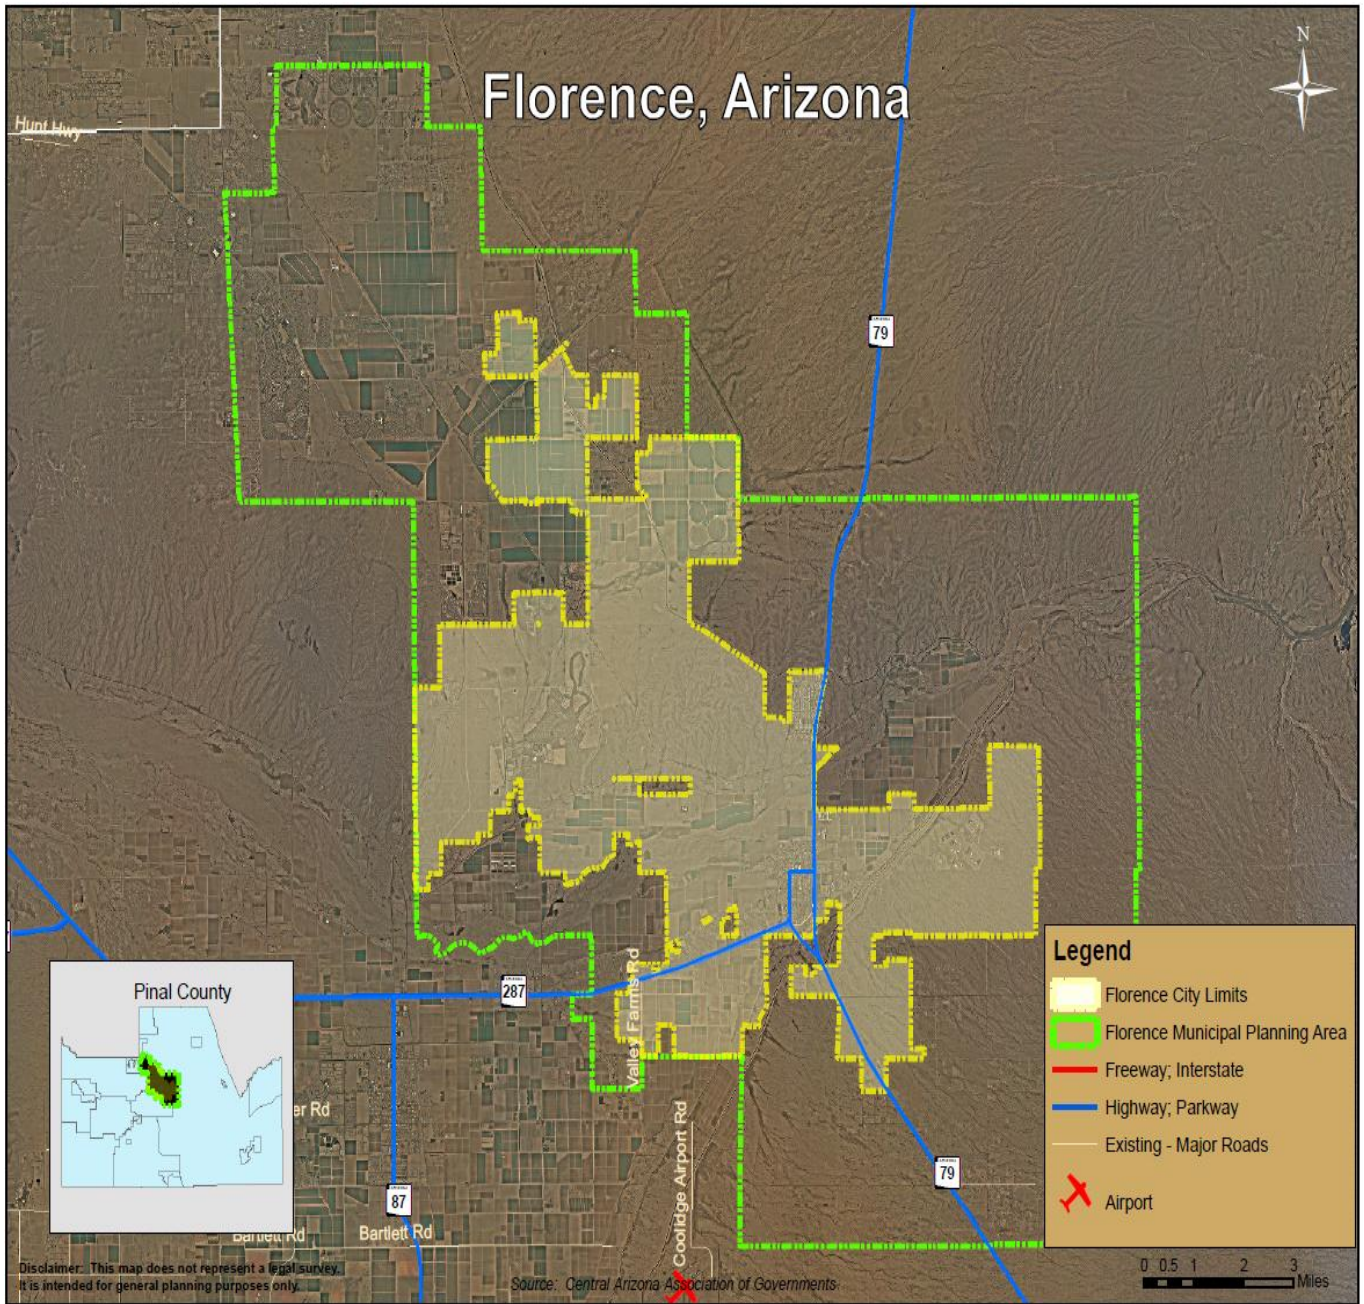 N
Florence, Arizona
Hunt Hwy
79
Legend
Florence City Limits
Florence Municipal Planning Area
Freeway; Interstate
Highway; Parkway
Existing - Major Roads
Airport
287
Valley Farms Rd
Pinal County
er Rd
Coolidge Airport Rd
79
87
Bartlett Rd
Bartlett Rd
Disclaimer: This map does not represent a legal survey.
It is intended for general planning purposes only.
Source: Central Arizona Association of Governments
0 0.5 1 2 3
Miles